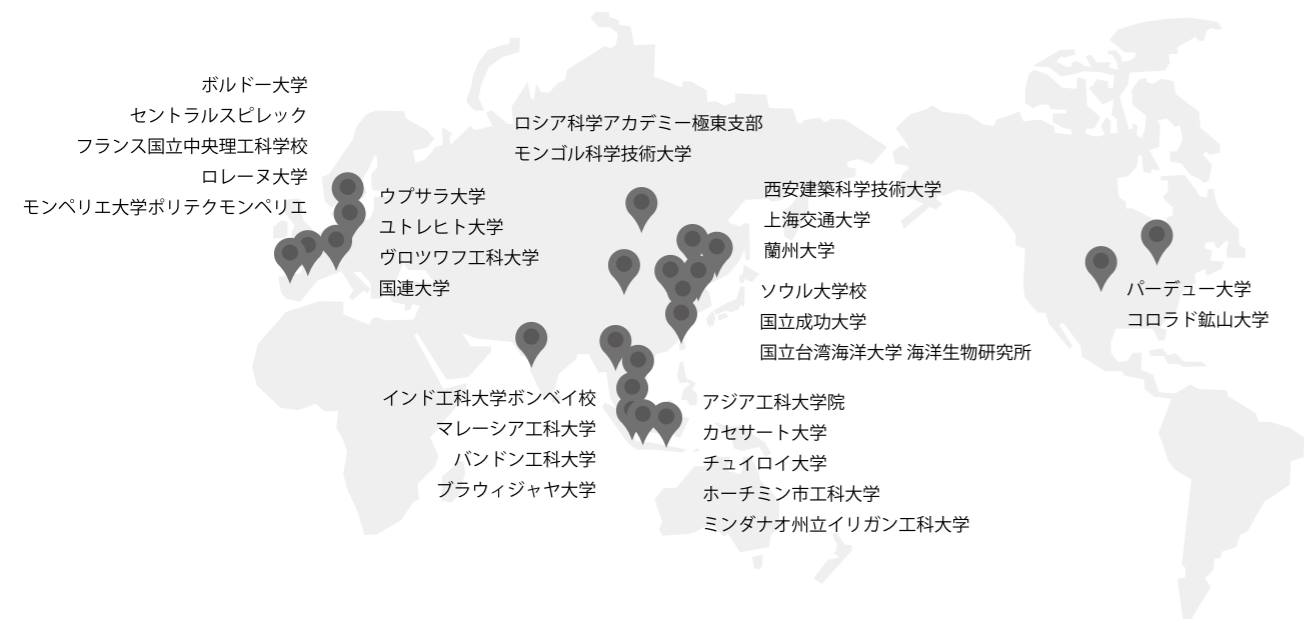 ボルドー大学
セントラルスピレック
フランス国立中央理工科学校
ロレーヌ大学
モンペリエ大学ポリテクモンペリエ
ウプサラ大学
ユトレヒト大学
ヴロツワフ工科大学
国連大学
ロシア科学アカデミー極東支部
モンゴル科学技術大学
西安建築科学技術大学
上海交通大学
蘭州大学
ソウル大学校
国立成功大学
国立台湾海洋大学 海洋生物研究所
パーデュー大学
コロラド鉱山大学
インド工科大学ボンベイ校
マレーシア工科大学
バンドン工科大学
ブラウィジャヤ大学
アジア工科大学院
カセサート大学
チュイロイ大学
ホーチミン市工科大学
ミンダナオ州立イリガン工科大学